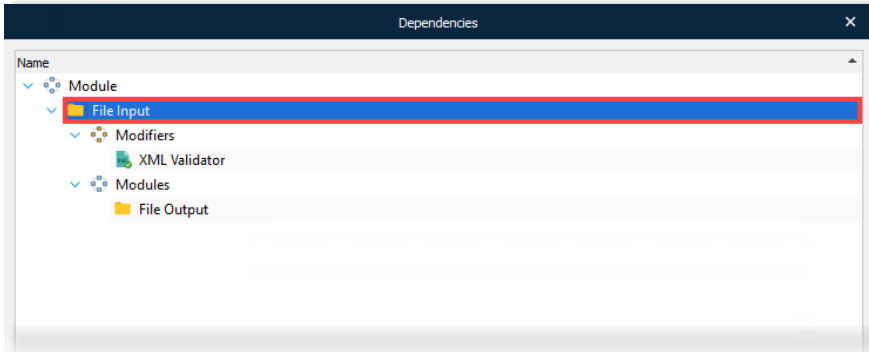 Dependencies
Name
Module
File Input
Modifiers
XML Validator
Modules
File Output